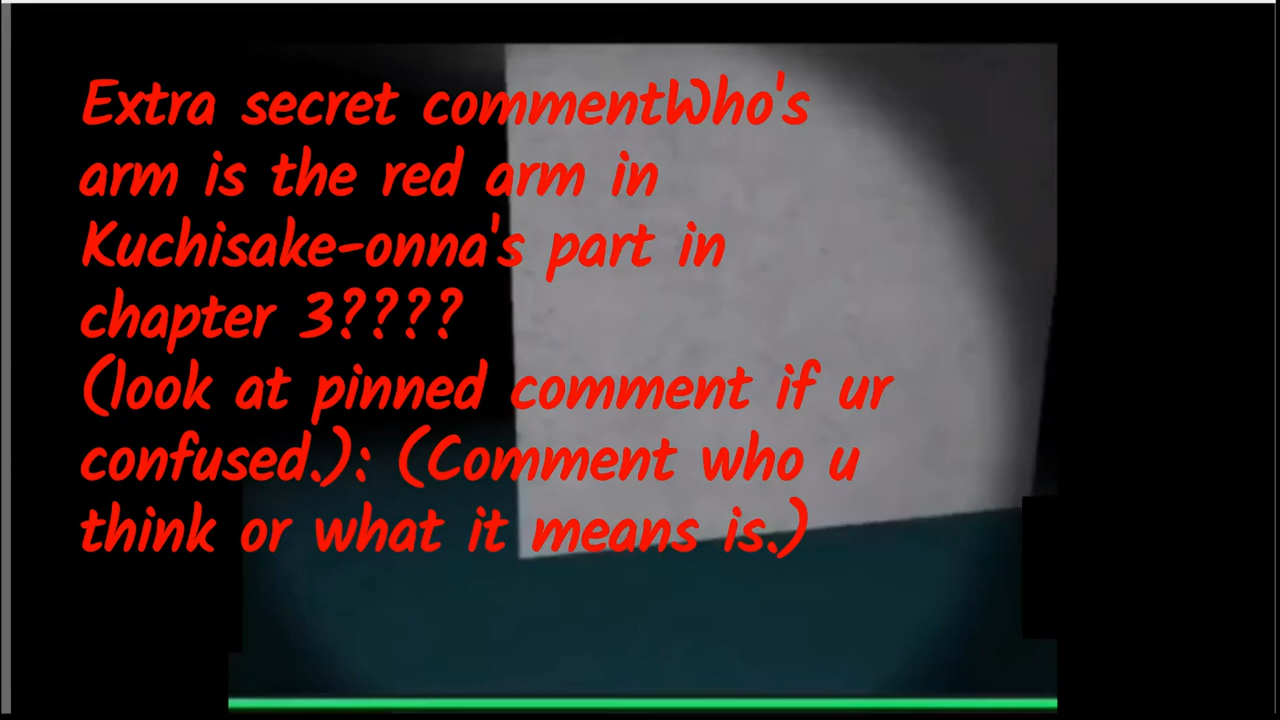 Extra secret commentWho's
arm is the red arm in
Kuchisake-onna's part in
chapter 3????
(look at pinned comment if ur
confused.): (Comment who u
think or what it means is.)